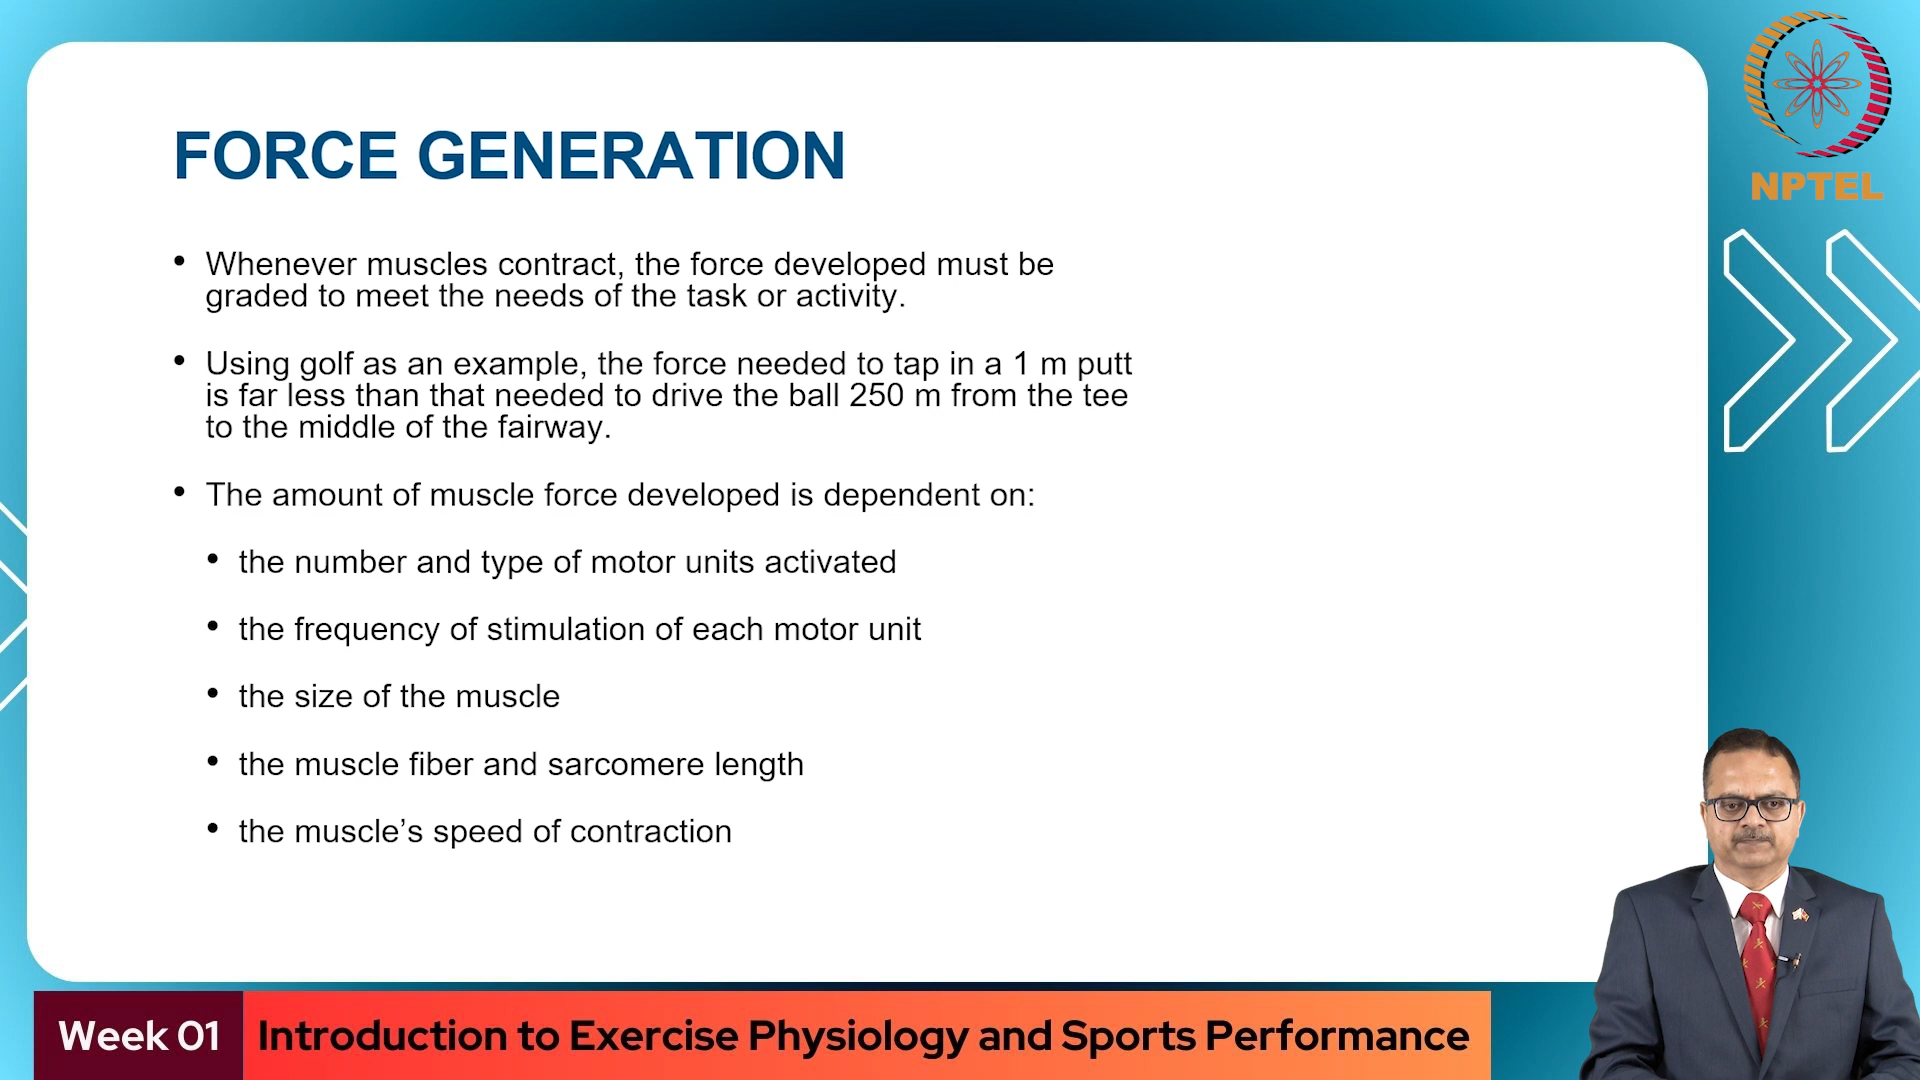 FORCE GENERATION
• Whenever muscles contract, the force developed must be
graded to meet the needs of the task or activity.
• Using golf as an example, the force needed to tap in a 1 m putt
is far less than that needed to drive the ball 250 m from the tee
to the middle of the fairway.
• The amount of muscle force developed is dependent on:
• the number and type of motor units activated
• the frequency of stimulation of each motor unit
• the size of the muscle
• the muscle fiber and sarcomere length
• the muscle’s speed of contraction
NPTEL
Week 01 Introduction to Exercise Physiology and Sports Performance